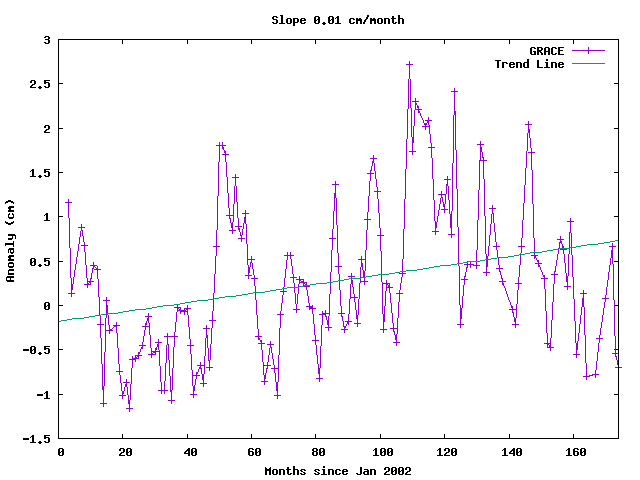 Slope 0.01 cm/month
GRACE
Trend Line
3
2.5
2
1.5
1
0.5
0
-0.5
-1
-1.5
Anomaly (cm)
0 20 40 60 80 100 120 140 160
Months since Jan 2002